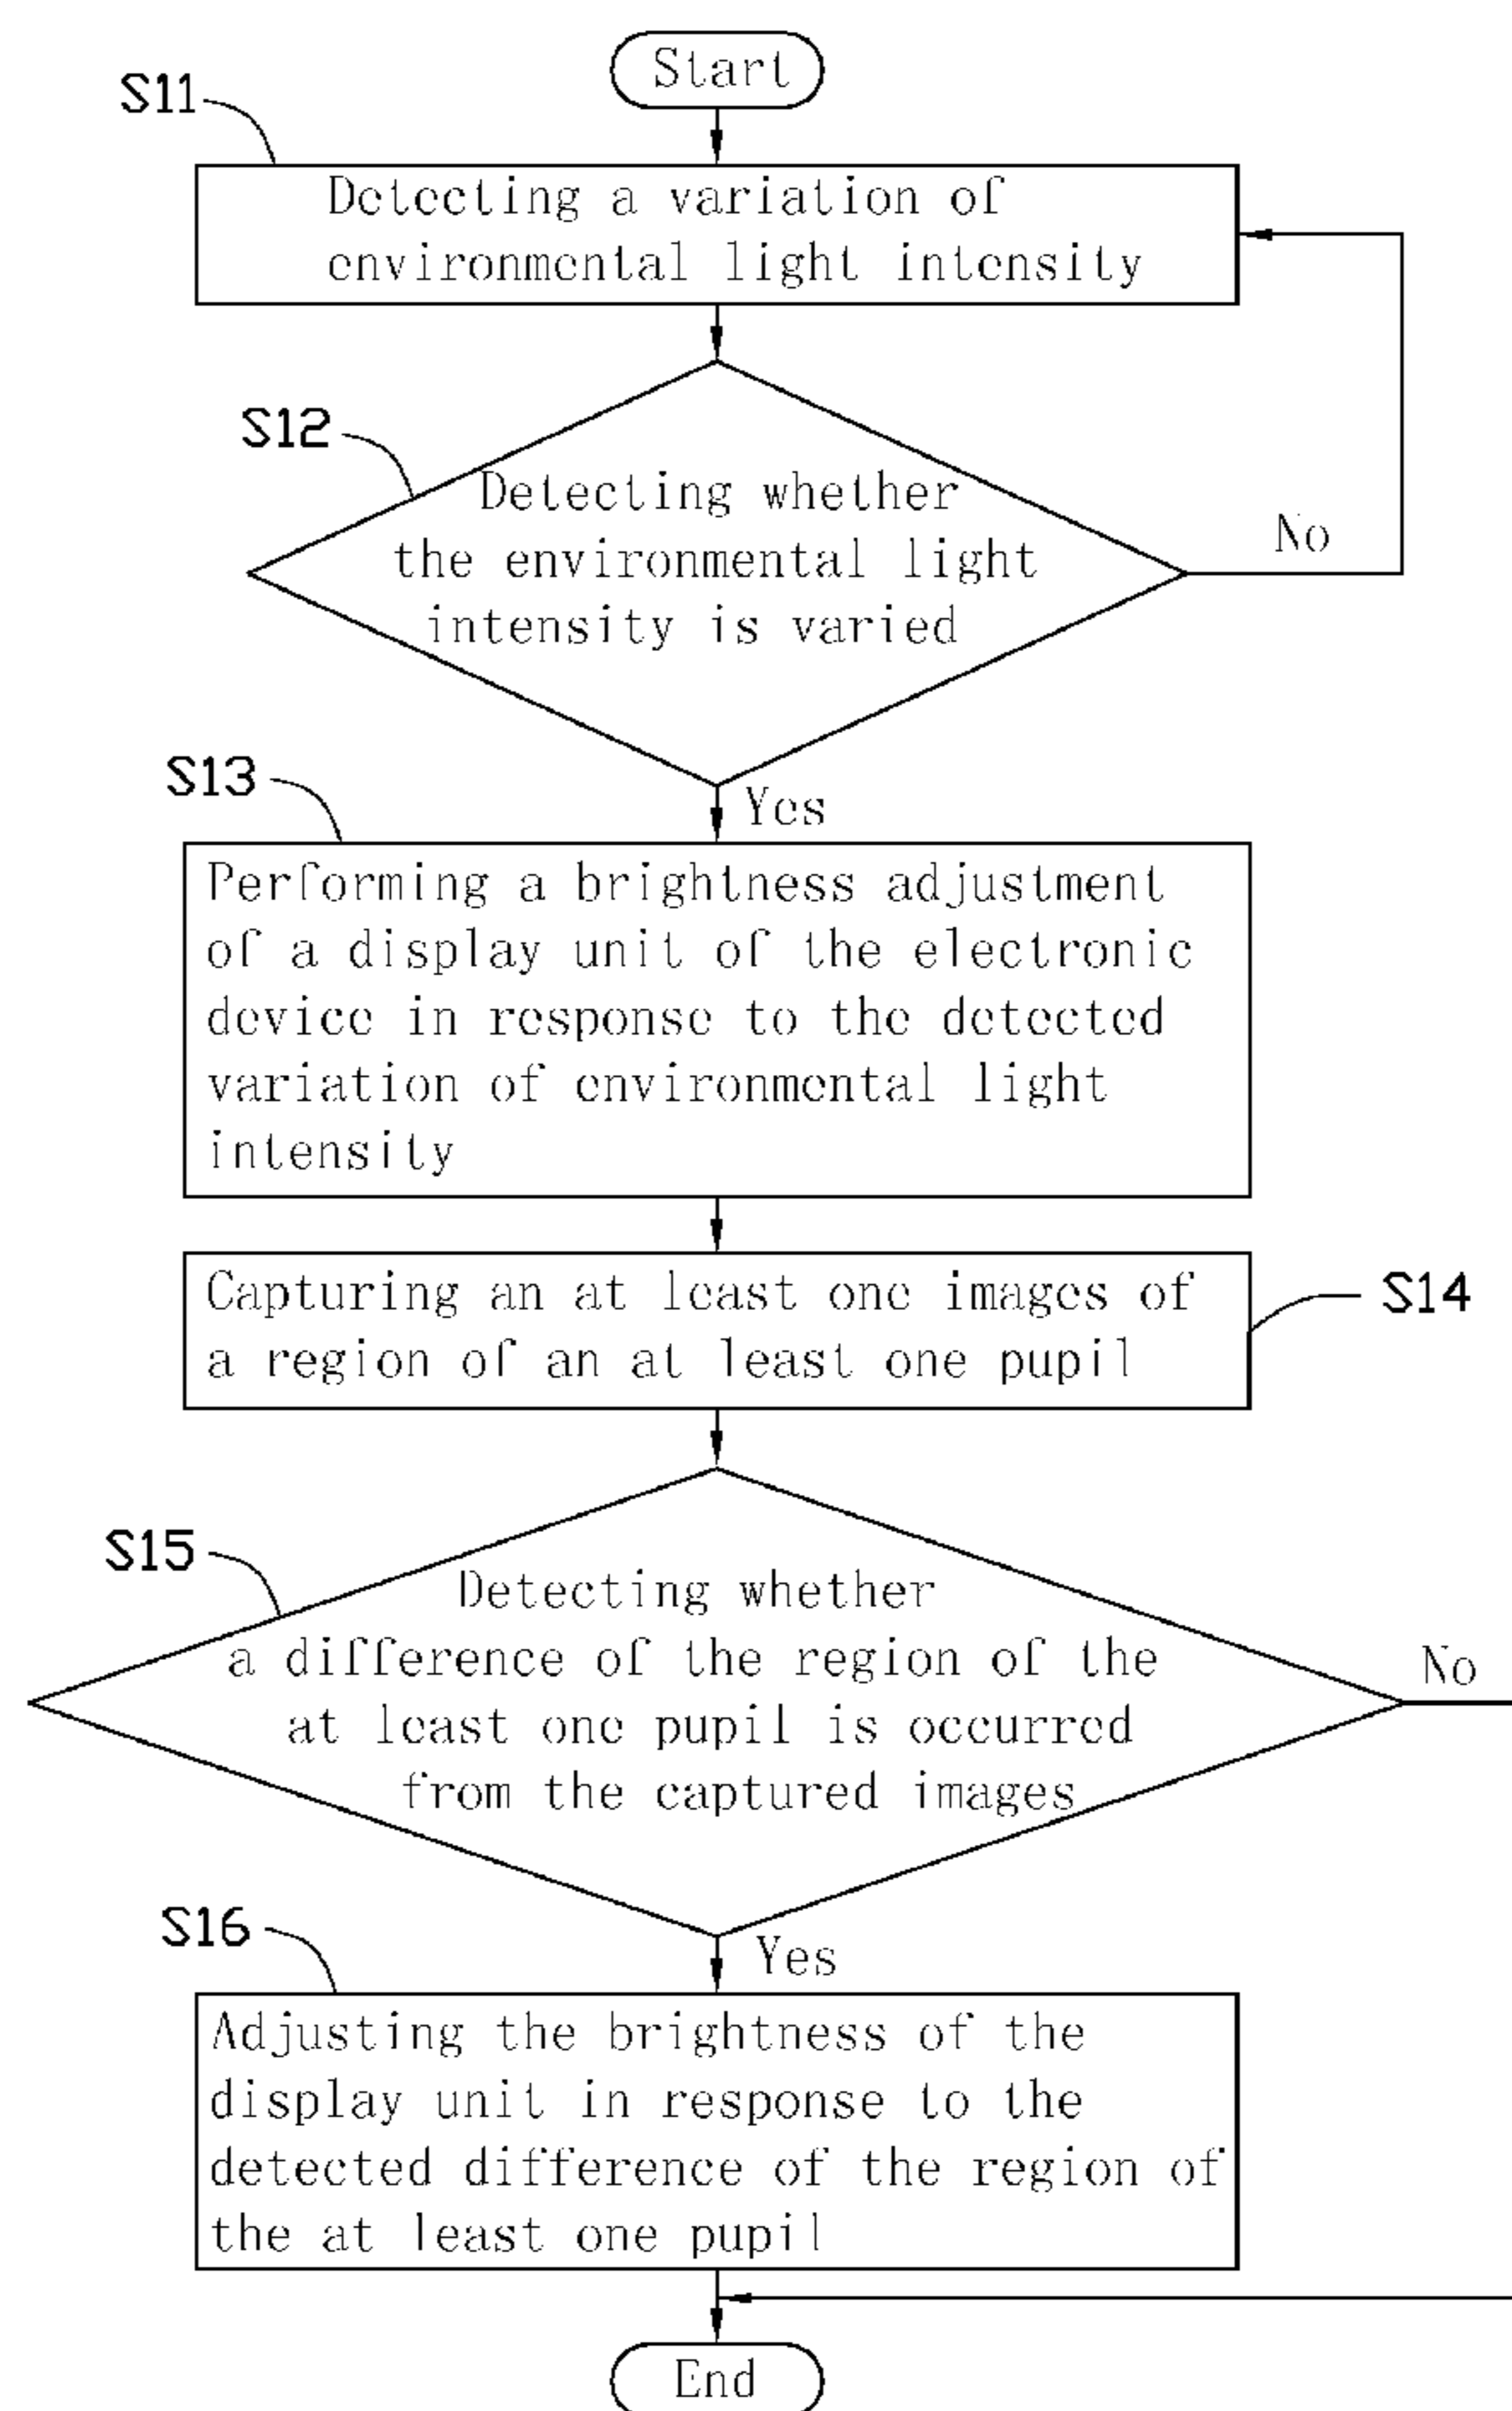 Start
S11
Detecting a variation of
environmental light intensity
S12
Detecting whether
the environmental light
intensity is varied
No
Yes
S13
Performing a brightness adjustment
of a display unit of the electronic
device in response to the detected
variation of environmental light
intensity
Capturing an at least one images of
a region of an at least one pupil
S14
S15
Detecting whether
a difference of the region of the
at least one pupil is occurred
from the captured images
No
Yes
S16
Adjusting the brightness of the
display unit in response to the
detected difference of the region of
the at least one pupil
End